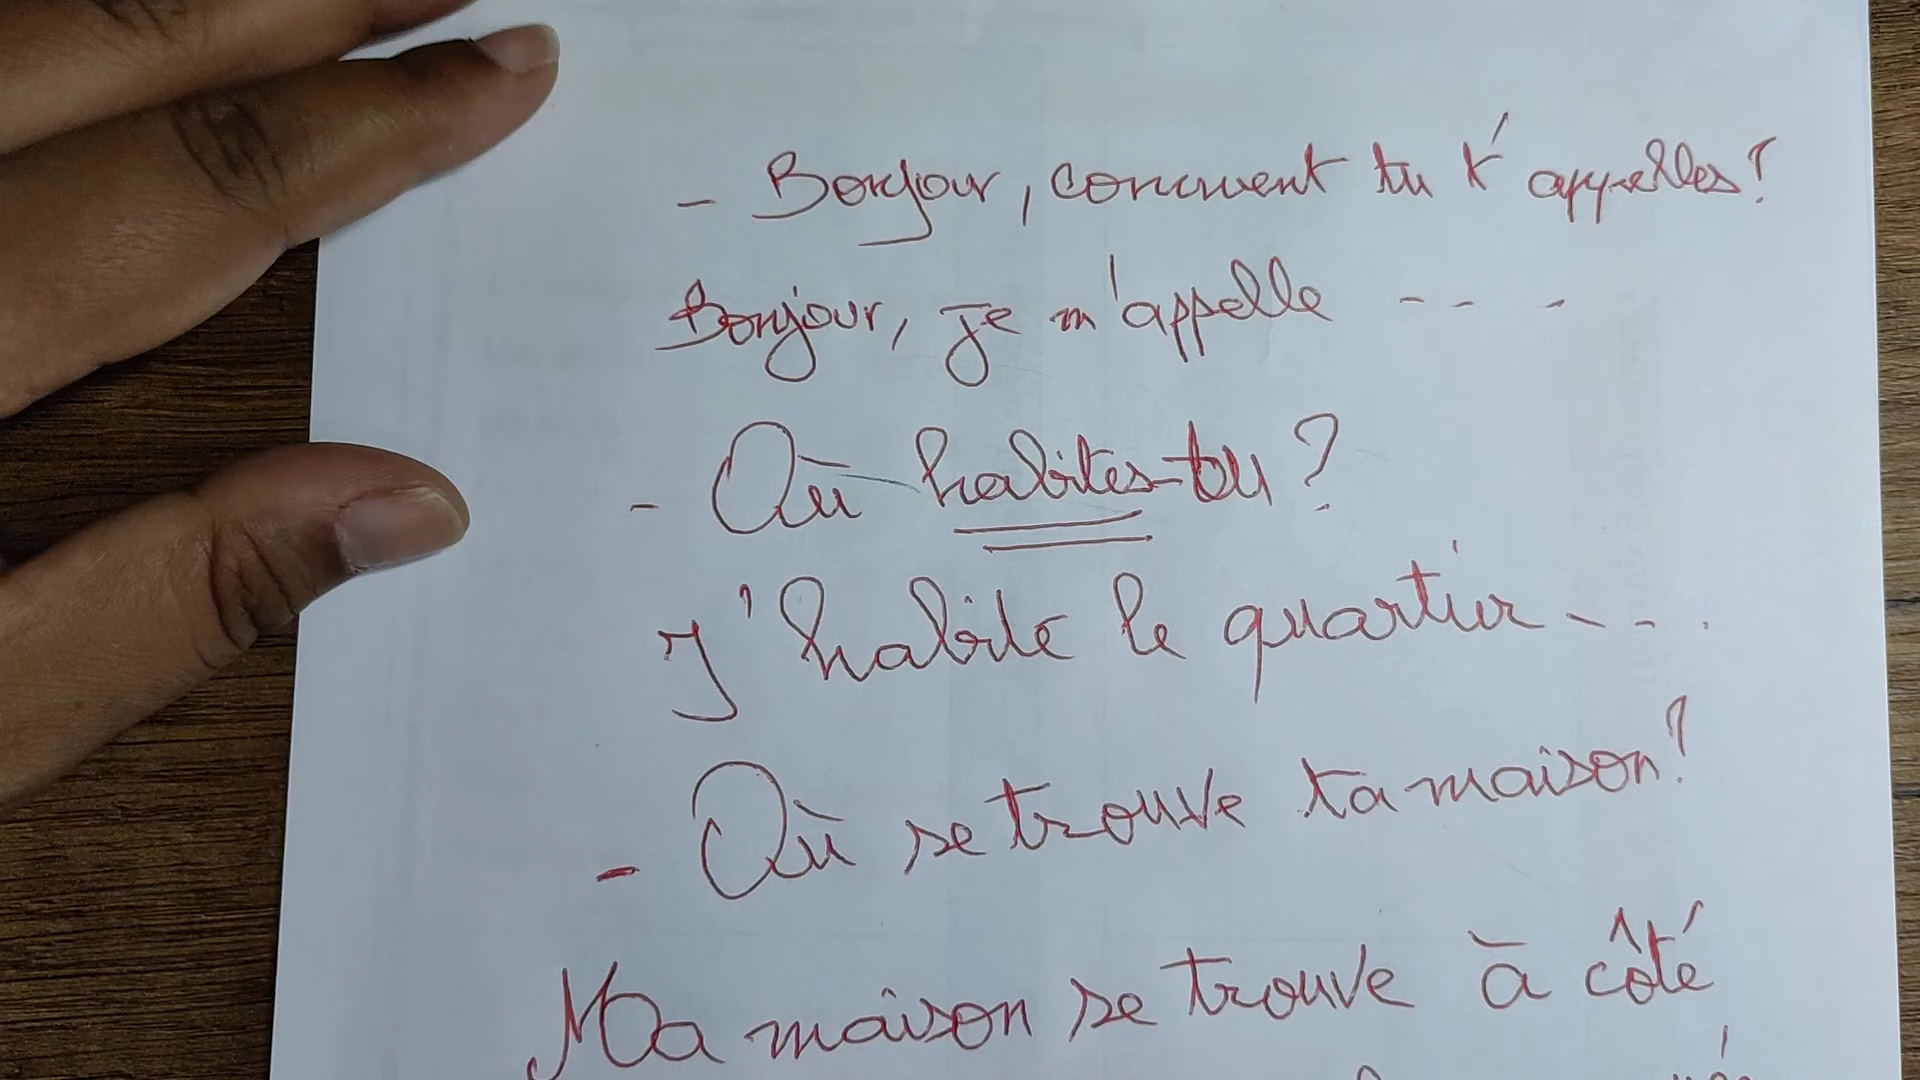 - Bonjour, comment tu t'appelles?
Bonjour, je m'appelle - - -
- Où habites-tu?
J'habite le quartier - - .
- Où se trouve ta maison?
Ma maison se trouve à côté